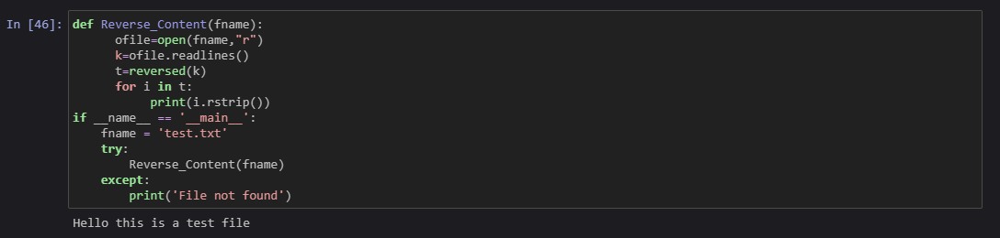 In [46]: def Reverse_Content(fname):
      ofile=open(fname,"r")
      k=ofile.readlines()
      t=reversed(k)
      for i in t:
           print(i.rstrip())
if __name__ == '__main__':
    fname = 'test.txt'
    try:
        Reverse_Content(fname)
    except:
        print('File not found')
Hello this is a test file